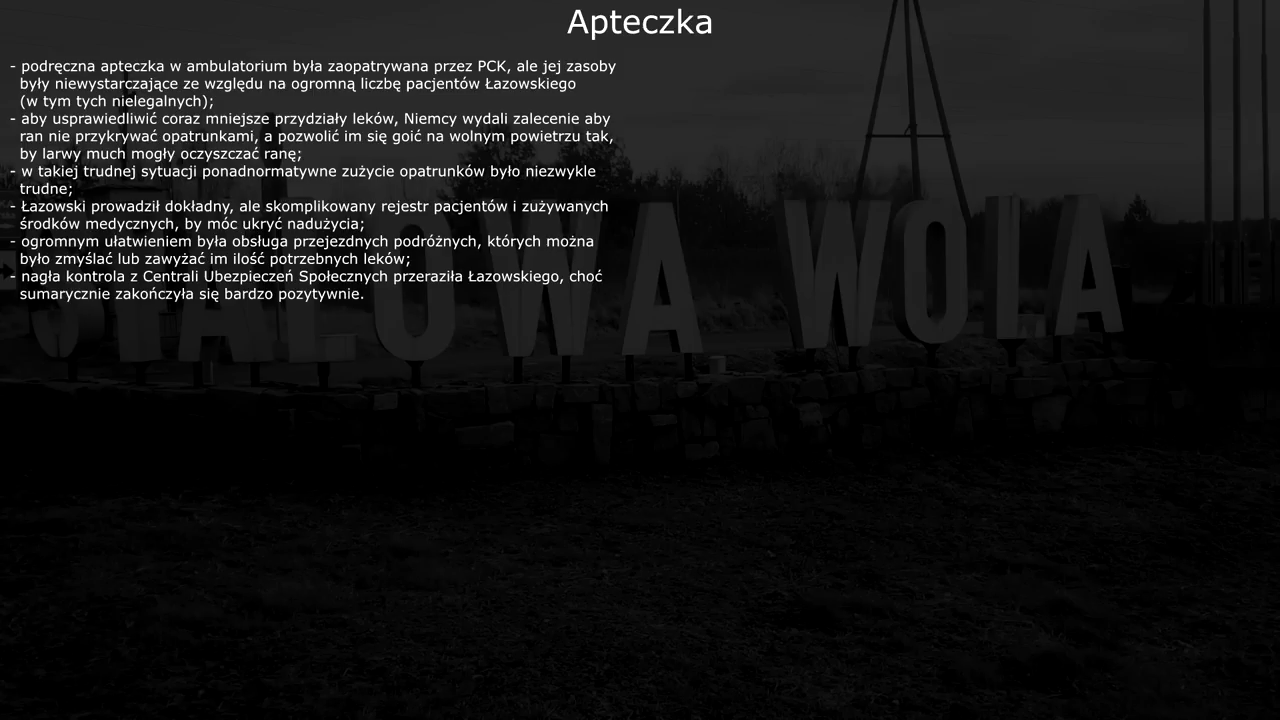 Apteczka
- podręczna apteczka w ambulatorium była zaopatrywana przez PCK, ale jej zasoby
były niewystarczające ze względu na ogromną liczbę pacjentów Łazowskiego
(w tym tych nielegalnych);
- aby usprawiedliwić coraz mniejsze przydziały leków, Niemcy wydali zalecenie aby
ran nie przykrywać opatrunkami, a pozwolić im się goić na wolnym powietrzu tak,
by larwy much mogły oczyszczać ranę;
- w takiej trudnej sytuacji ponadnormatywne zużycie opatrunków było niezwykle
trudne;
- Łazowski prowadził dokładny, ale skomplikowany rejestr pacjentów i zużywanych
środków medycznych, by móc ukryć nadużycia;
- ogromnym ułatwieniem była obsługa przejezdnych podróżnych, których można
było zmyślać lub zawyżać im ilość potrzebnych leków;
- nagła kontrola z Centrali Ubezpieczeń Społecznych przeraziła Łazowskiego, choć
sumarycznie zakończyła się bardzo pozytywnie.
STALOWA WOLA